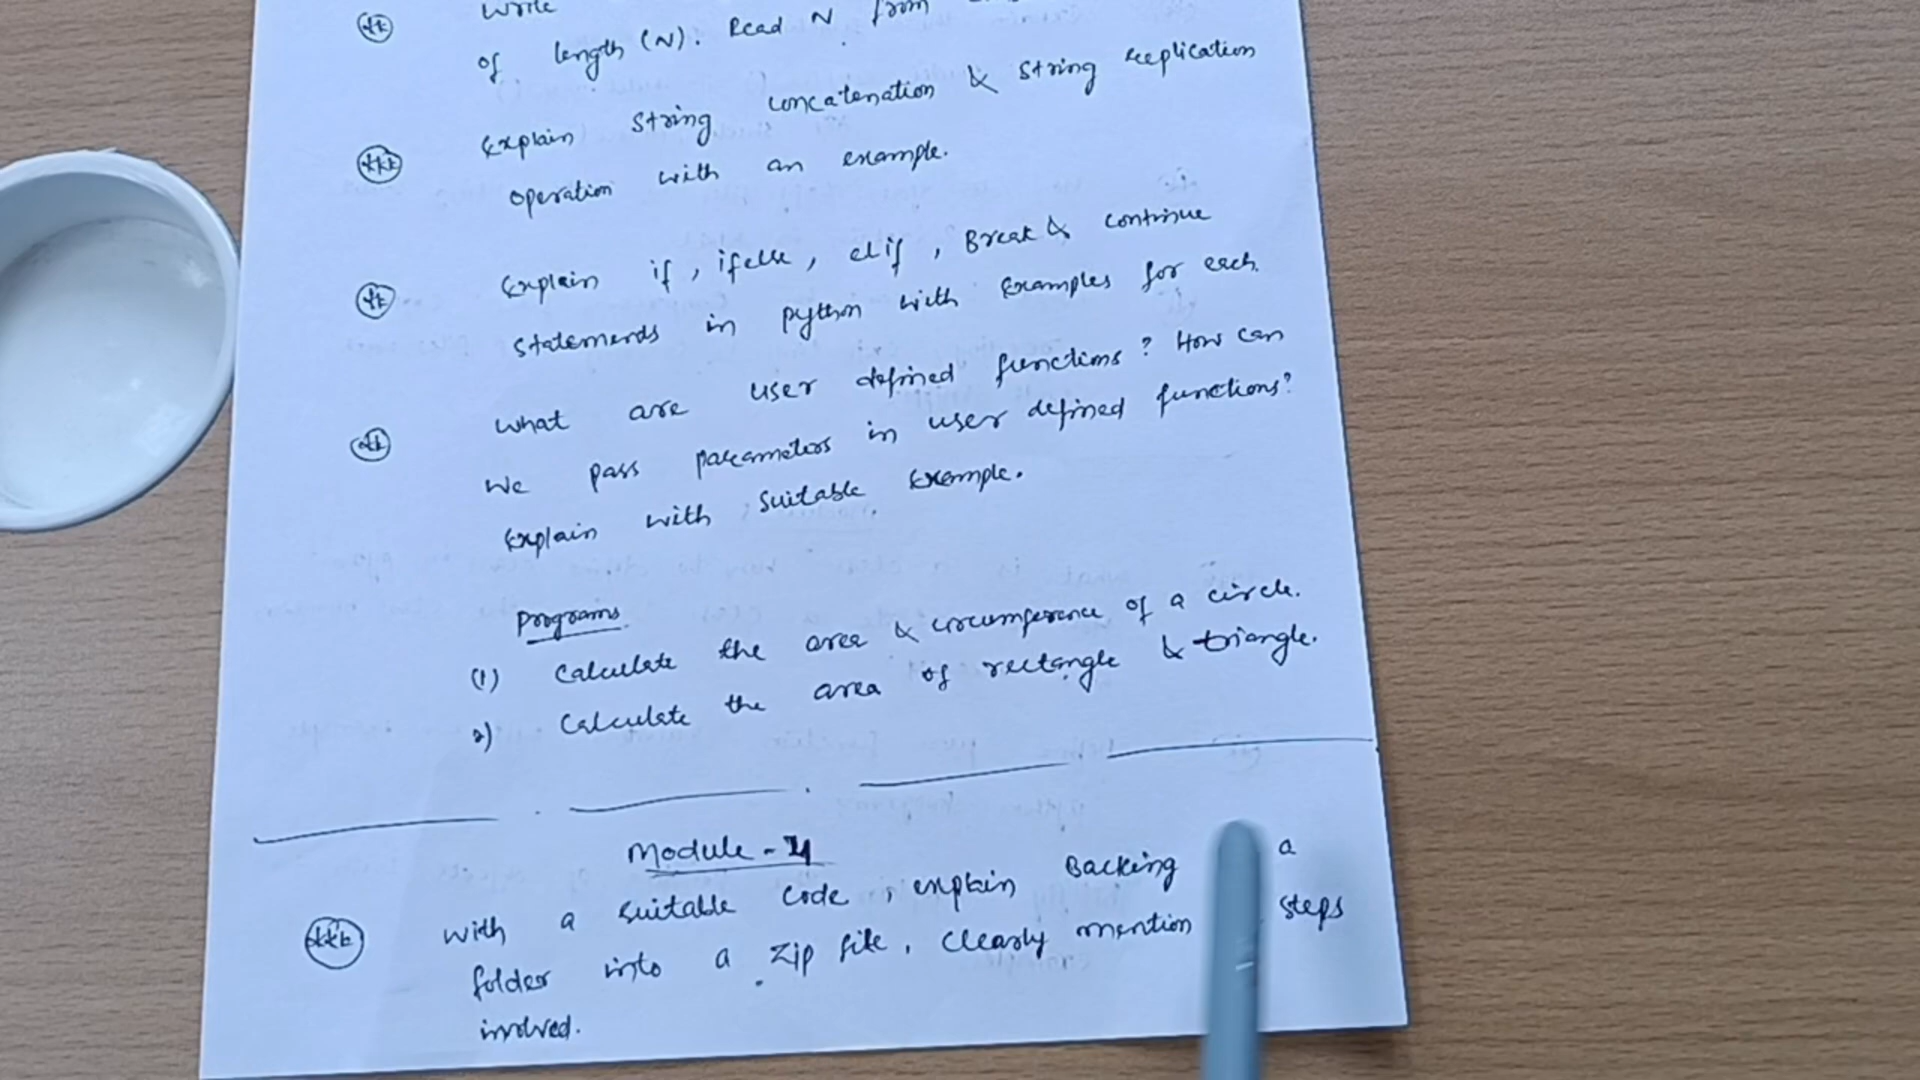 Write
of length (N). Read N from
Explain string concatenation & string replication
operation with an example.
Explain if, ifelse, elif, Break & continue
statements in python with Examples for each.
What are user defined functions? How can
we pass parameters in user defined functions?
Explain with suitable Example.
Programs
(1) Calculate the area & circumference of a circle.
2) Calculate the area of rectangle & triangle.
Module - 4
With a suitable code, explain Backing a
folder into a Zip file, Clearly mention steps
involved.